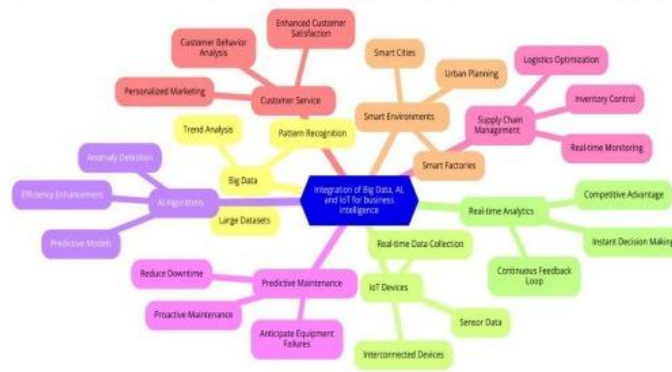 Enhanced Customer
Satisfaction
Customer Behavior
Analysis
Personalized Marketing
Customer Service
Smart Cities
Urban Planning
Smart Environments
Smart Factories
Logistics Optimization
Inventory Control
Supply Chain
Management
Real-time Monitoring
Trend Analysis
Pattern Recognition
Big Data
Large Datasets
Anomaly Detection
Efficiency Enhancement
AI Algorithms
Predictive Models
Integration of Big Data, AI,
and IoT for business
intelligence
Competitive Advantage
Real-time Analytics
Instant Decision Making
Continuous Feedback
Loop
Real-time Data Collection
IoT Devices
Sensor Data
Interconnected Devices
Reduce Downtime
Predictive Maintenance
Proactive Maintenance
Anticipate Equipment
Failures